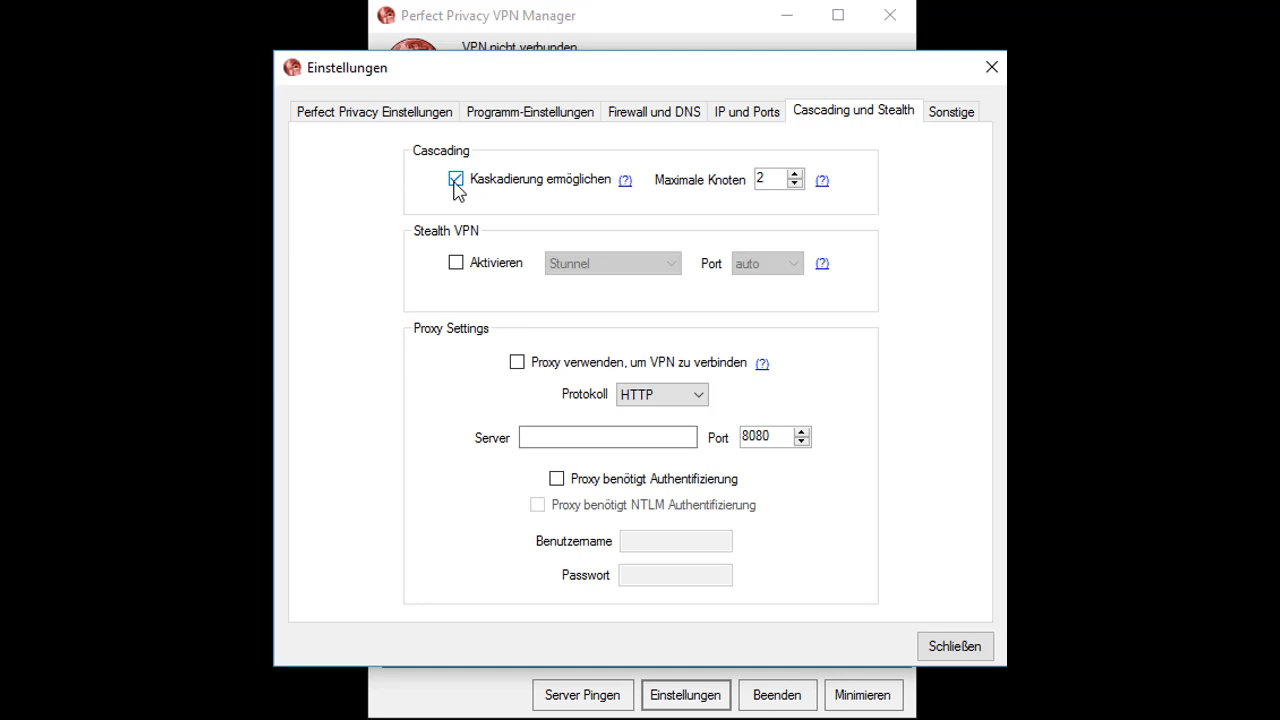 Perfect Privacy VPN Manager
VPN nicht verbunden
Einstellungen
Perfect Privacy Einstellungen Programm-Einstellungen Firewall und DNS IP und Ports Cascading und Stealth Sonstige
Cascading
Kaskadierung ermöglichen (?) Maximale Knoten 2 (?)
Stealth VPN
Aktivieren Stunnel Port auto (?)
Proxy Settings
Proxy verwenden, um VPN zu verbinden (?)
Protokoll HTTP
Server Port 8080
Proxy benötigt Authentifizierung
Proxy benötigt NTLM Authentifizierung
Benutzername
Passwort
Schließen
Server Pingen Einstellungen Beenden Minimieren